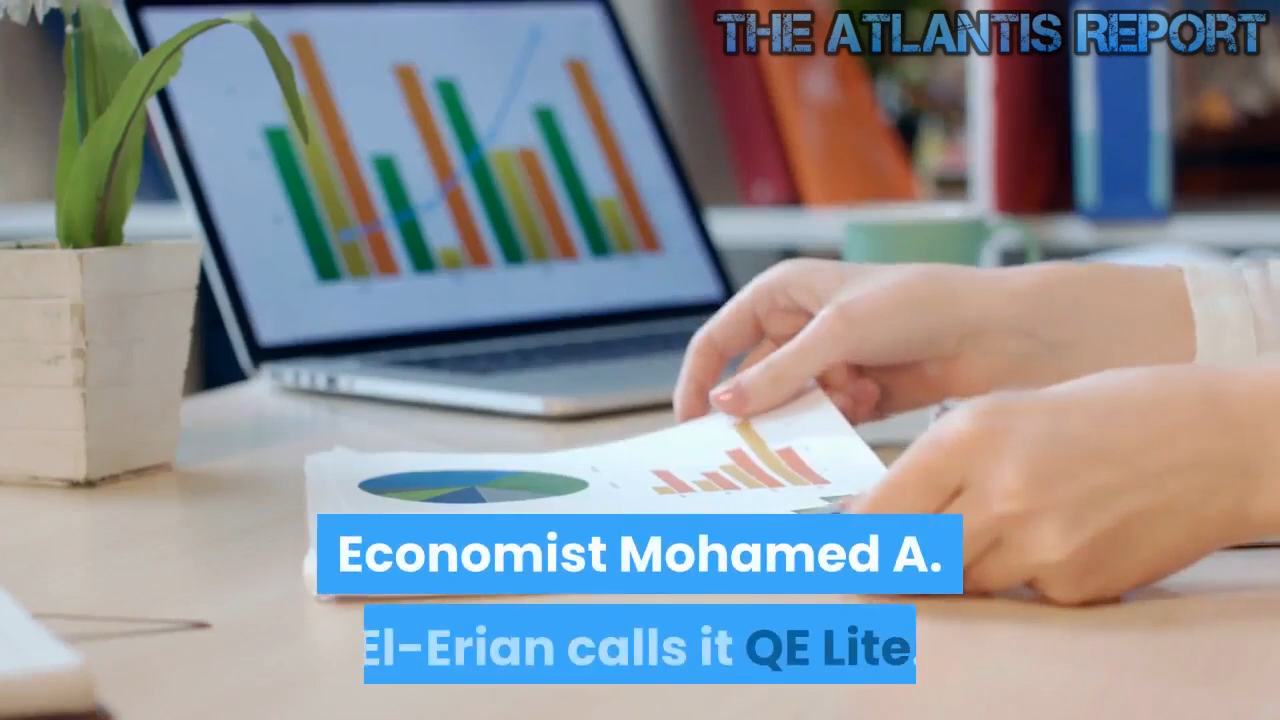 THE ATLANTIS REPORT
Economist Mohamed A.
El-Erian calls it QE Lite.